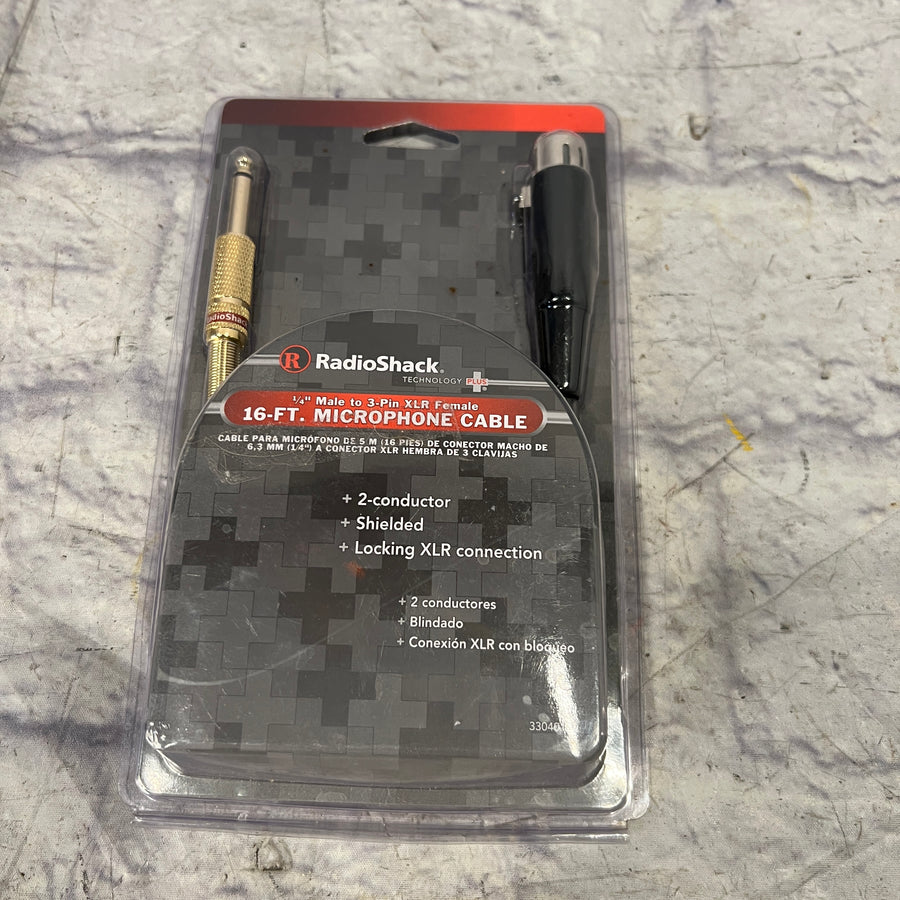 RadioShack
R RadioShack.
TECHNOLOGY PLUS
1/4" Male to 3-Pin XLR Female
16-FT. MICROPHONE CABLE
CABLE PARA MICRÓFONO DE 5 M (16 PIES) DE CONECTOR MACHO DE
6,3 MM (1/4") A CONECTOR XLR HEMBRA DE 3 CLAVIJAS
+ 2-conductor
+ Shielded
+ Locking XLR connection
+ 2 conductores
+ Blindado
+ Conexión XLR con bloqueo